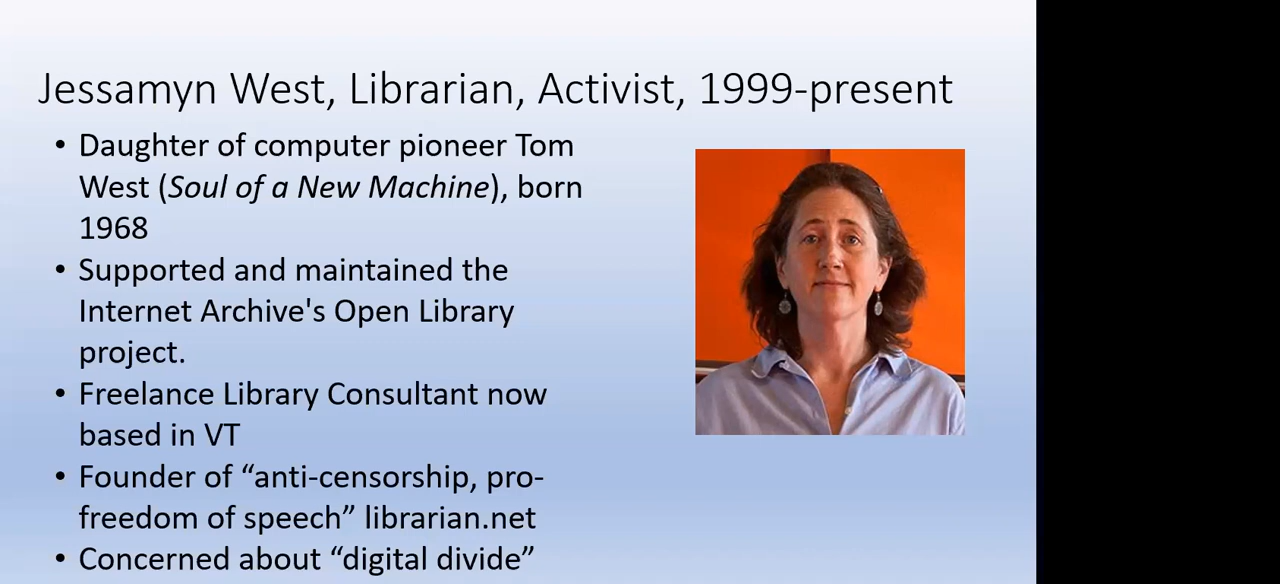 Jessamyn West, Librarian, Activist, 1999-present
• Daughter of computer pioneer Tom
West (Soul of a New Machine), born
1968
• Supported and maintained the
Internet Archive's Open Library
project.
• Freelance Library Consultant now
based in VT
• Founder of “anti-censorship, pro-
freedom of speech” librarian.net
• Concerned about “digital divide”